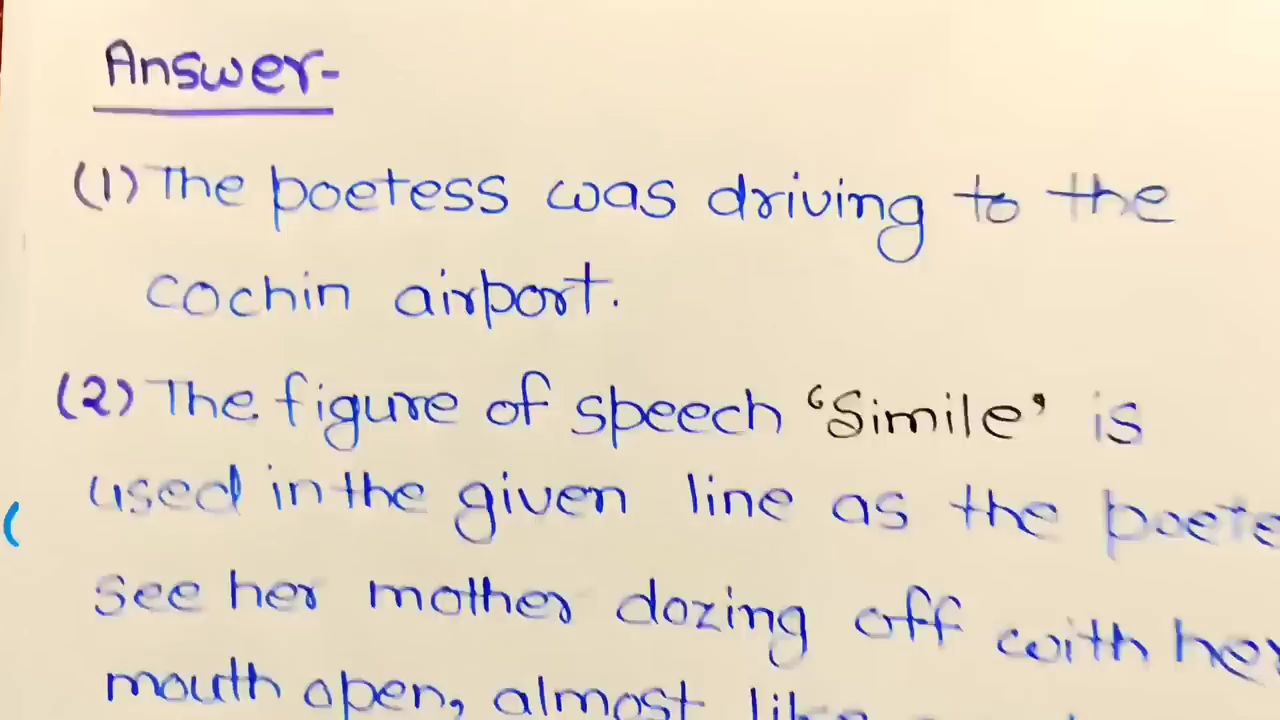 Answer-
(1) The poetess was driving to the
cochin airport.
(2) The figure of speech 'Simile' is
used in the given line as the poete
see her mother dozing off with her
mouth open, almost